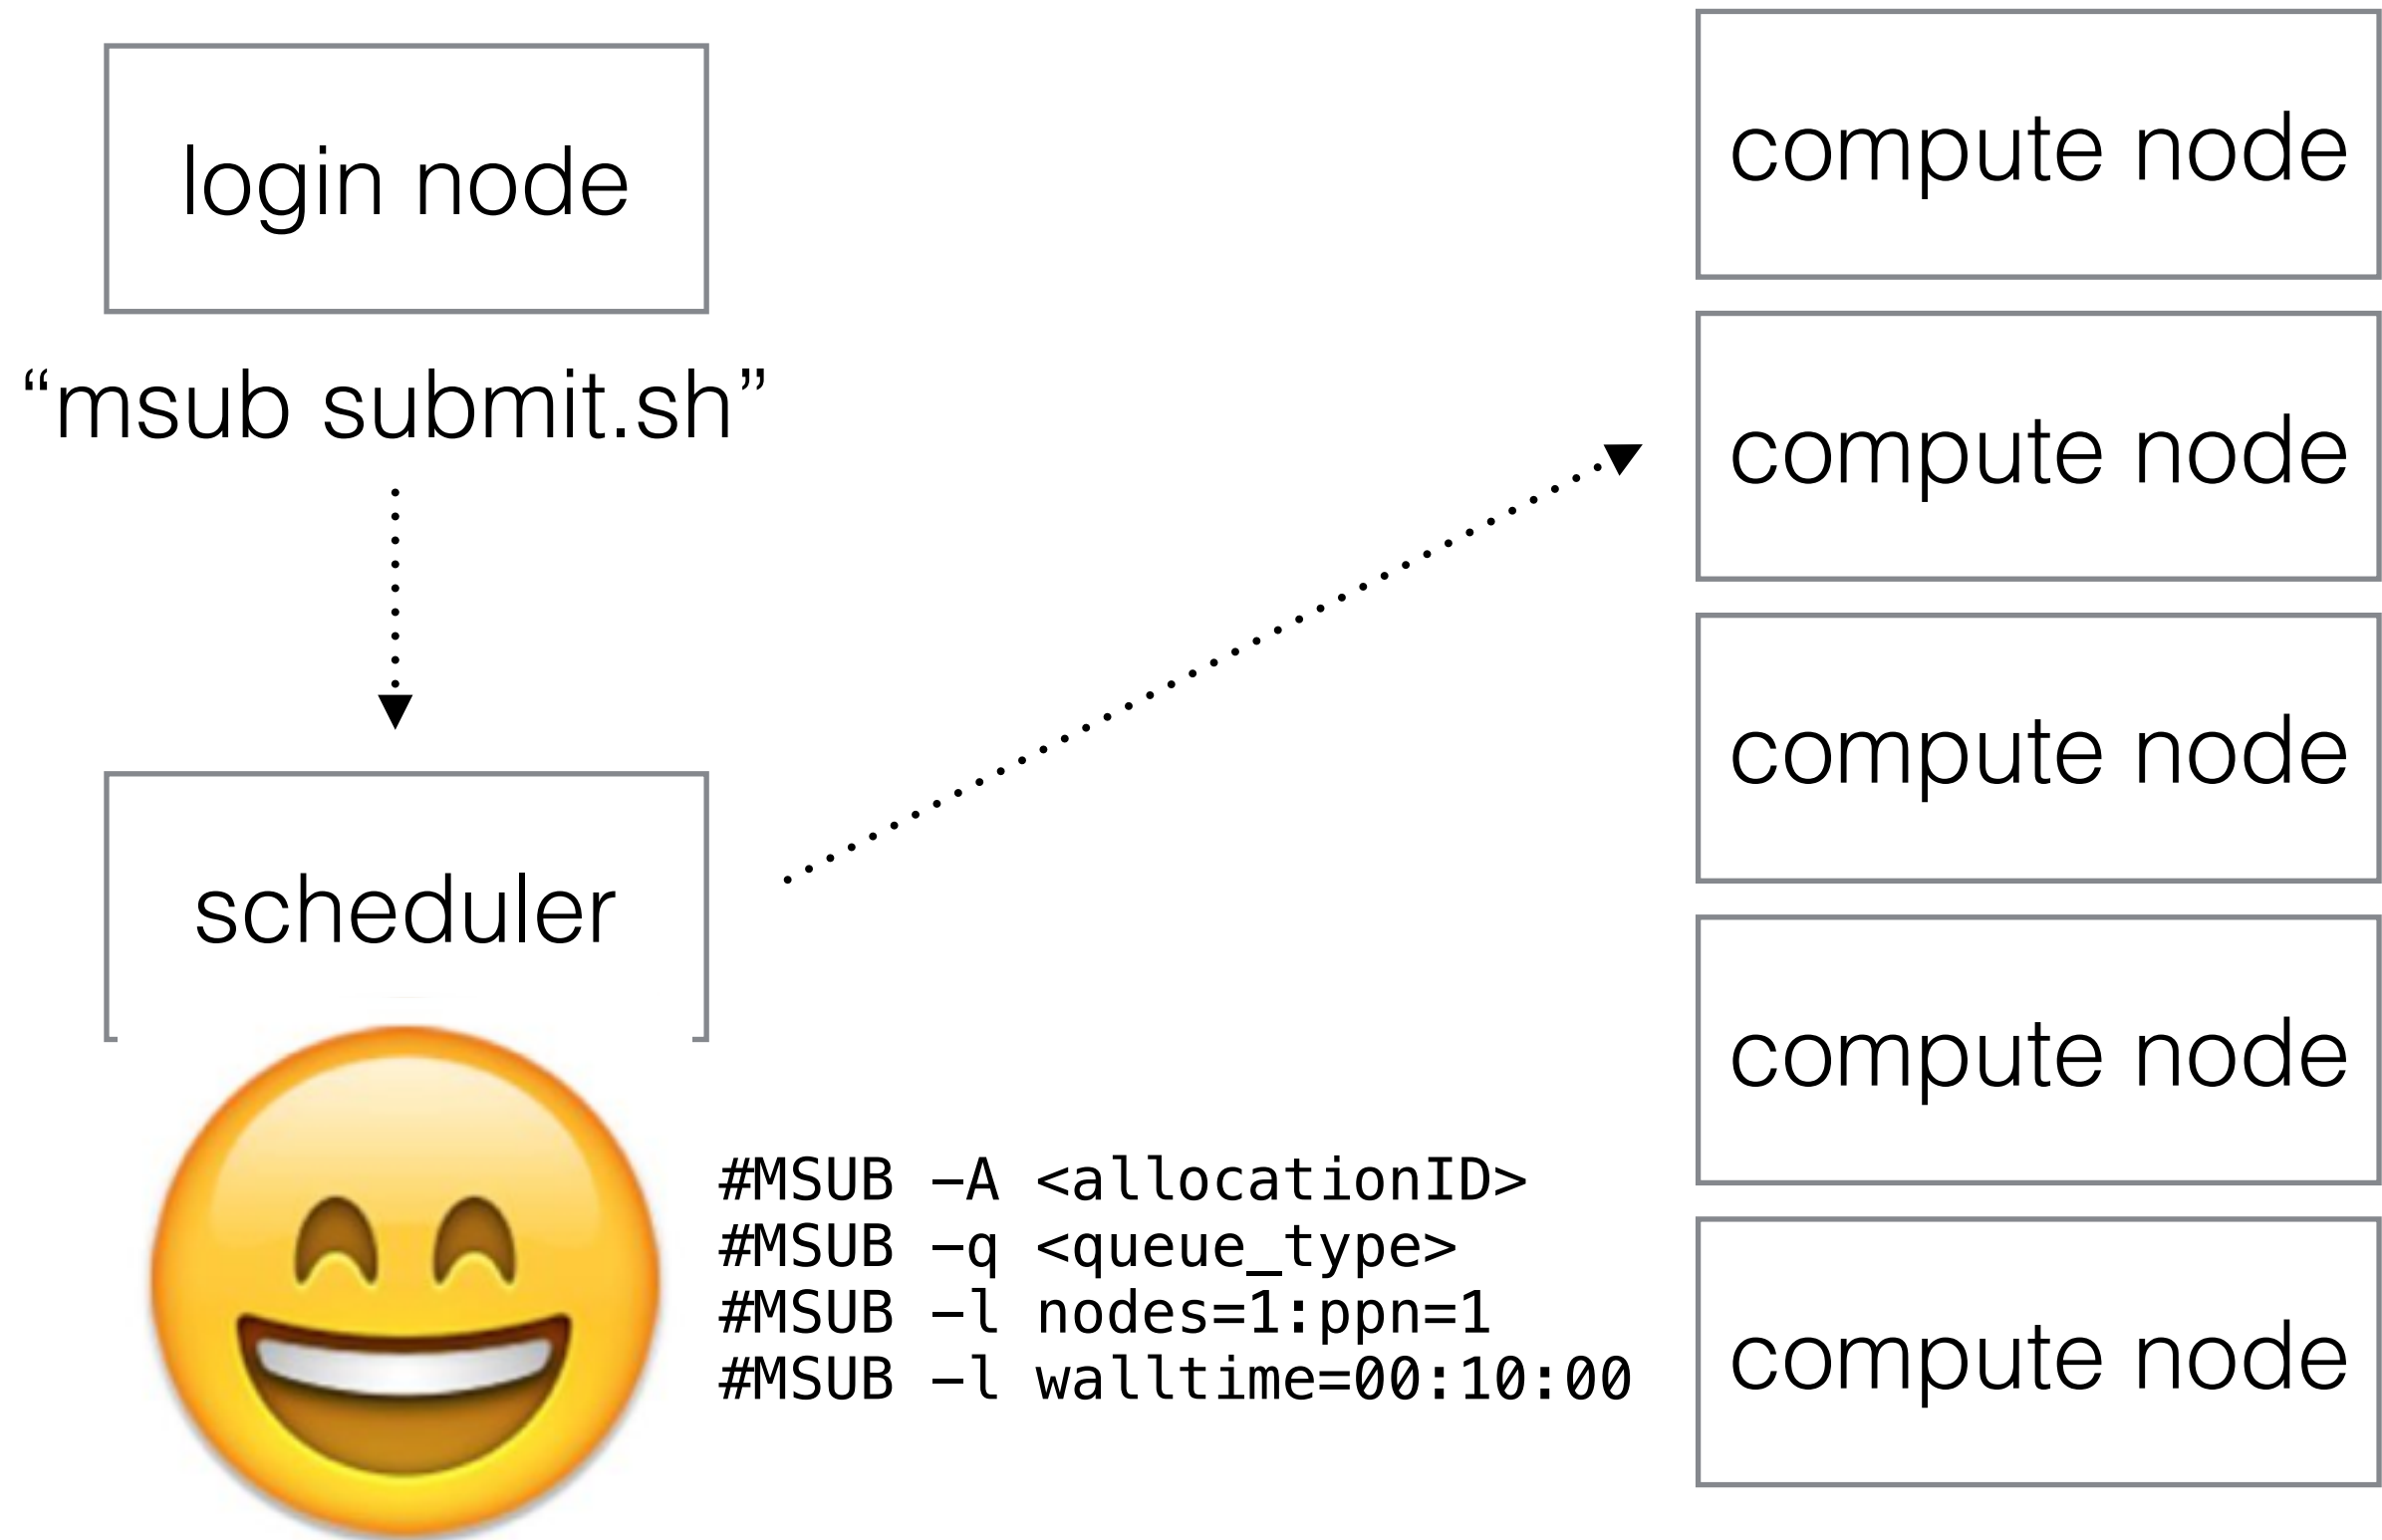 login node
“msub submit.sh”
scheduler
#MSUB -A <allocationID>
#MSUB -q <queue_type>
#MSUB -l nodes=1:ppn=1
#MSUB -l walltime=00:10:00
compute node
compute node
compute node
compute node
compute node